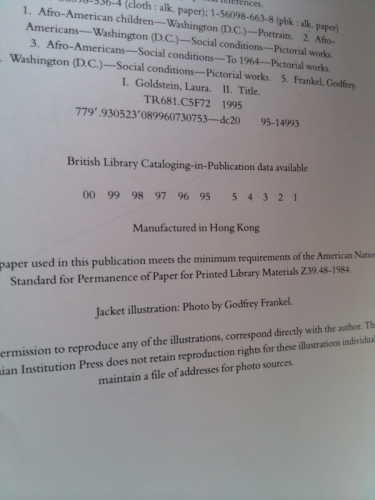 references.
-4 (cloth : alk. paper); 1-56098-663-8 (pbk : alk. paper)
1. Afro-American children—Washington (D.C.)—Portraits. 2. Afro-
Americans—Washington (D.C.)—Social conditions—Pictorial works.
3. Afro-Americans—Social conditions—To 1964—Pictorial works.
Washington (D.C.)—Social conditions—Pictorial works. 5. Frankel, Godfrey.
I. Goldstein, Laura. II. Title.
TR681.C5F72 1995
779'.930523'089960730753—dc20 95-14993
British Library Cataloging-in-Publication data available
00 99 98 97 96 95 5 4 3 2 1
Manufactured in Hong Kong
paper used in this publication meets the minimum requirements of the American Natio
Standard for Permanence of Paper for Printed Library Materials Z39.48-1984.
Jacket illustration: Photo by Godfrey Frankel.
ermission to reproduce any of the illustrations, correspond directly with the author. Th
ian Institution Press does not retain reproduction rights for these illustrations individual
maintain a file of addresses for photo sources.